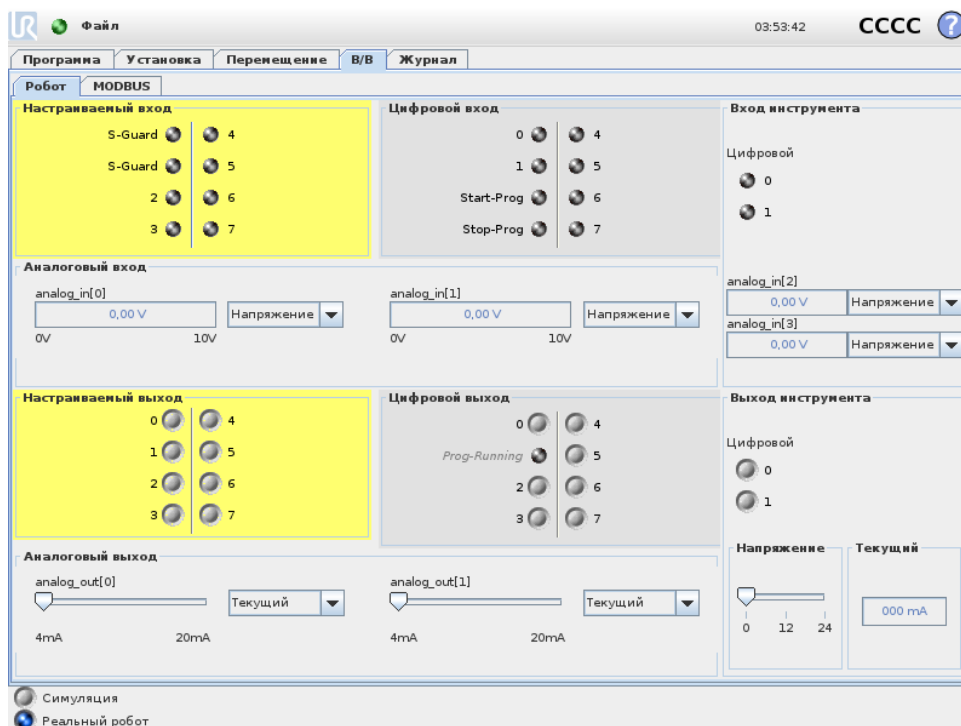 UR Файл 03:53:42 CCCC ?
Программа Установка Перемещение В/В Журнал
Робот MODBUS
Настраиваемый вход
S-Guard 4
S-Guard 5
2 6
3 7
Цифровой вход
0 4
1 5
Start-Prog 6
Stop-Prog 7
Вход инструмента
Цифровой
0
1
Аналоговый вход
analog_in[0]
0,00 V Напряжение
0V 10V
analog_in[1]
0,00 V Напряжение
0V 10V
analog_in[2]
0,00 V Напряжение
analog_in[3]
0,00 V Напряжение
Настраиваемый выход
0 4
1 5
2 6
3 7
Цифровой выход
0 4
Prog-Running 5
2 6
3 7
Выход инструмента
Цифровой
0
1
Аналоговый выход
analog_out[0]
Текущий
4mA 20mA
analog_out[1]
Текущий
4mA 20mA
Напряжение
0 12 24
Текущий
000 mA
Симуляция
Реальный робот